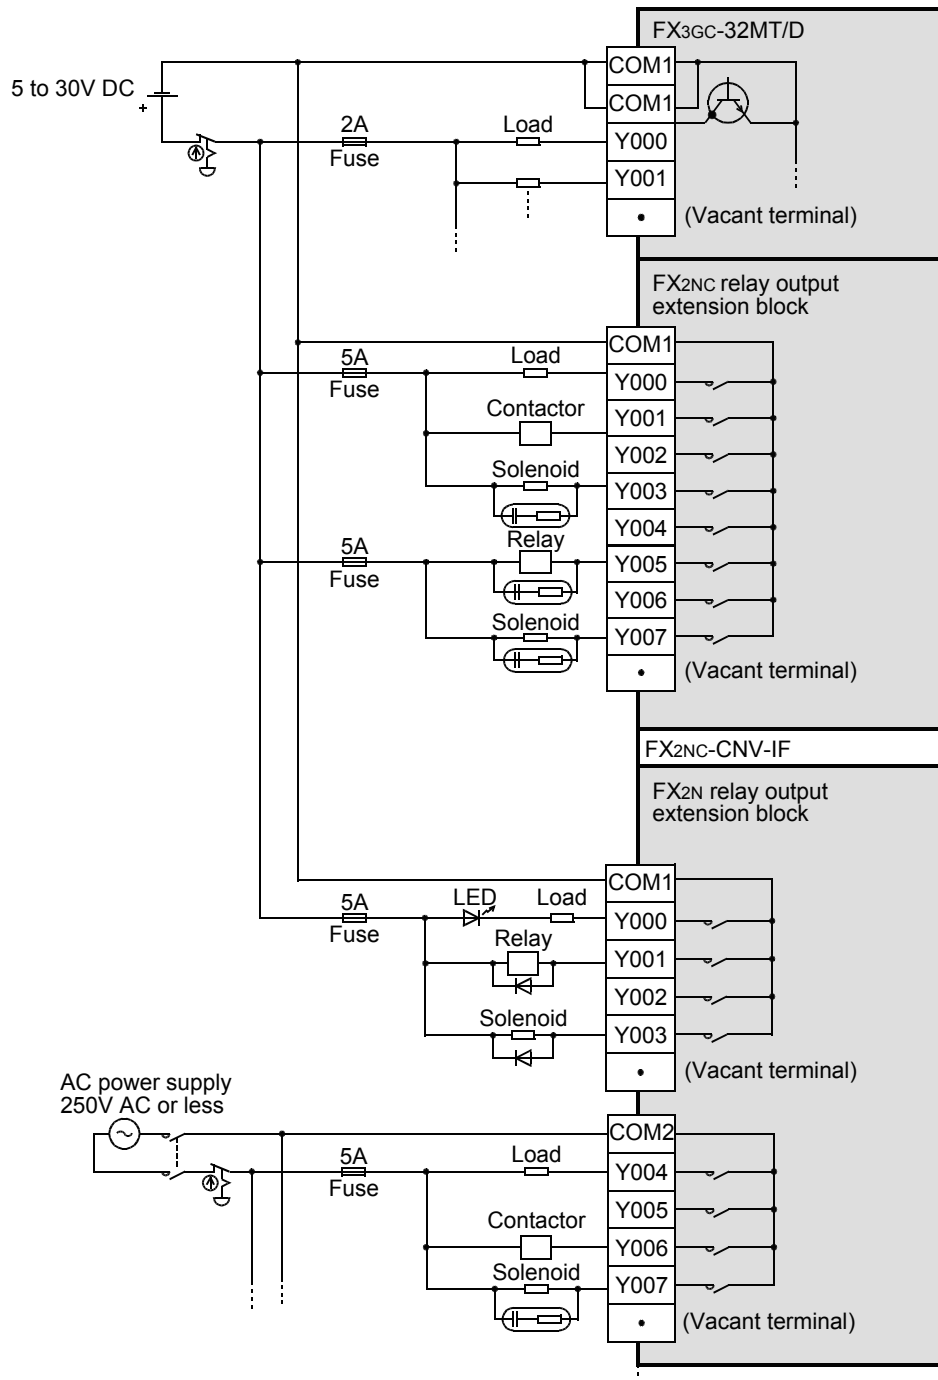 FX3GC-32MT/D
COM1
5 to 30V DC
+
COM1
2A
Fuse
Load
Y000
Y001
(Vacant terminal)
FX2NC relay output
extension block
COM1
5A
Fuse
Load
Y000
Contactor
Y001
Y002
Solenoid
Y003
Y004
5A
Fuse
Relay
Y005
Y006
Solenoid
Y007
(Vacant terminal)
FX2NC-CNV-IF
FX2N relay output
extension block
COM1
5A
Fuse
LED
Load
Y000
Relay
Y001
Y002
Solenoid
Y003
(Vacant terminal)
AC power supply
250V AC or less
COM2
5A
Fuse
Load
Y004
Y005
Contactor
Y006
Solenoid
Y007
(Vacant terminal)